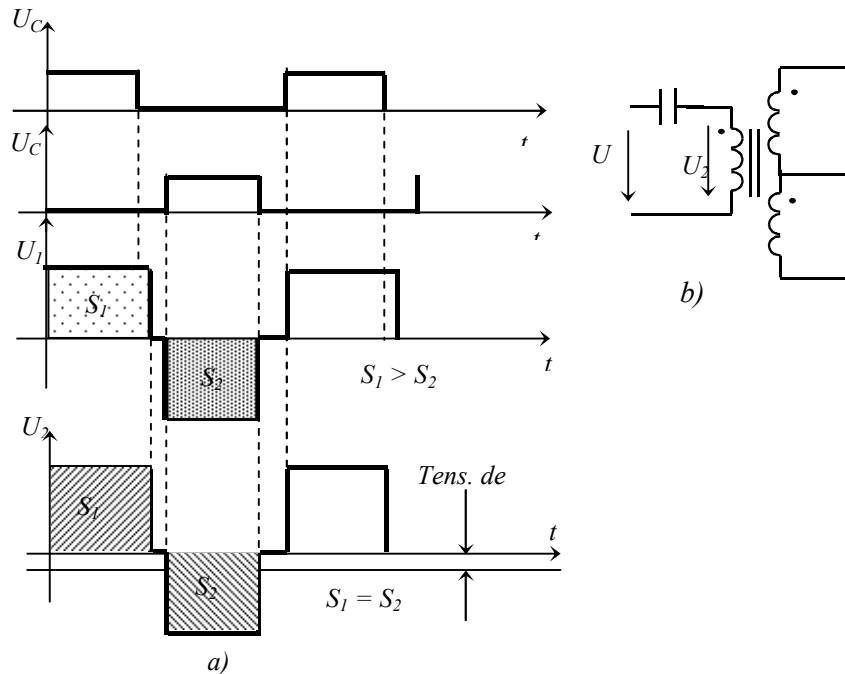 U_C
t
U_C
t
U_1
S_1
S_2
S_1 > S_2
t
U_2
S_1
S_2
Tens. de
t
S_1 = S_2
a)
U
U_2
b)